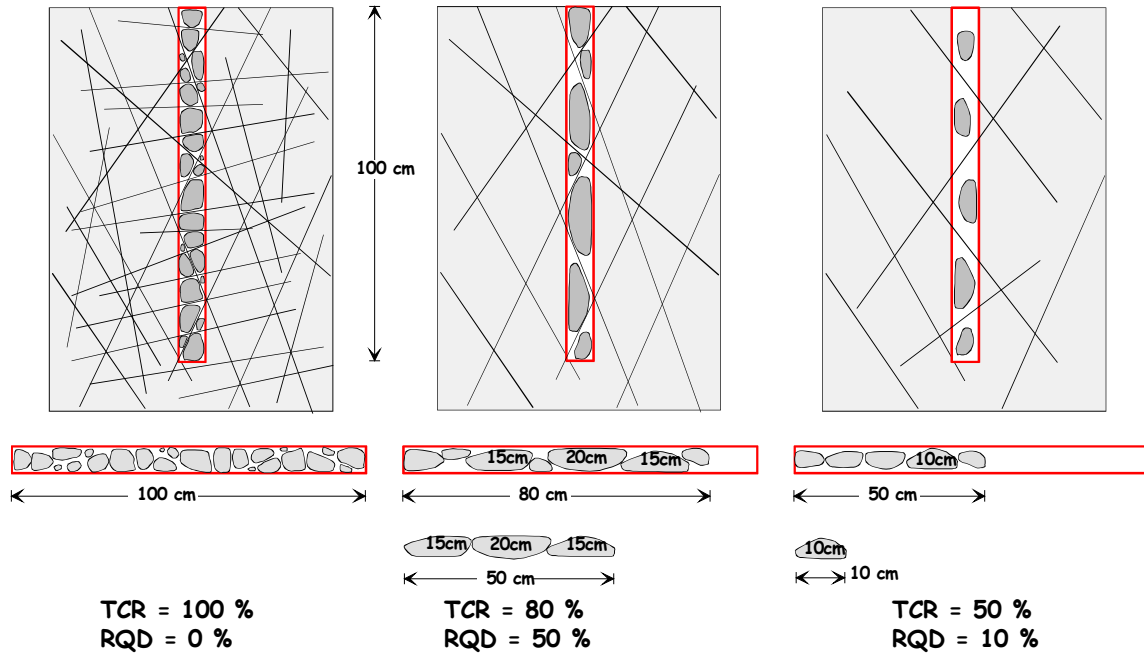 100 cm
15cm
20cm
15cm
10cm
100 cm
80 cm
50 cm
15cm
20cm
15cm
10cm
50 cm
10 cm
TCR = 100 %
RQD = 0 %
TCR = 80 %
RQD = 50 %
TCR = 50 %
RQD = 10 %